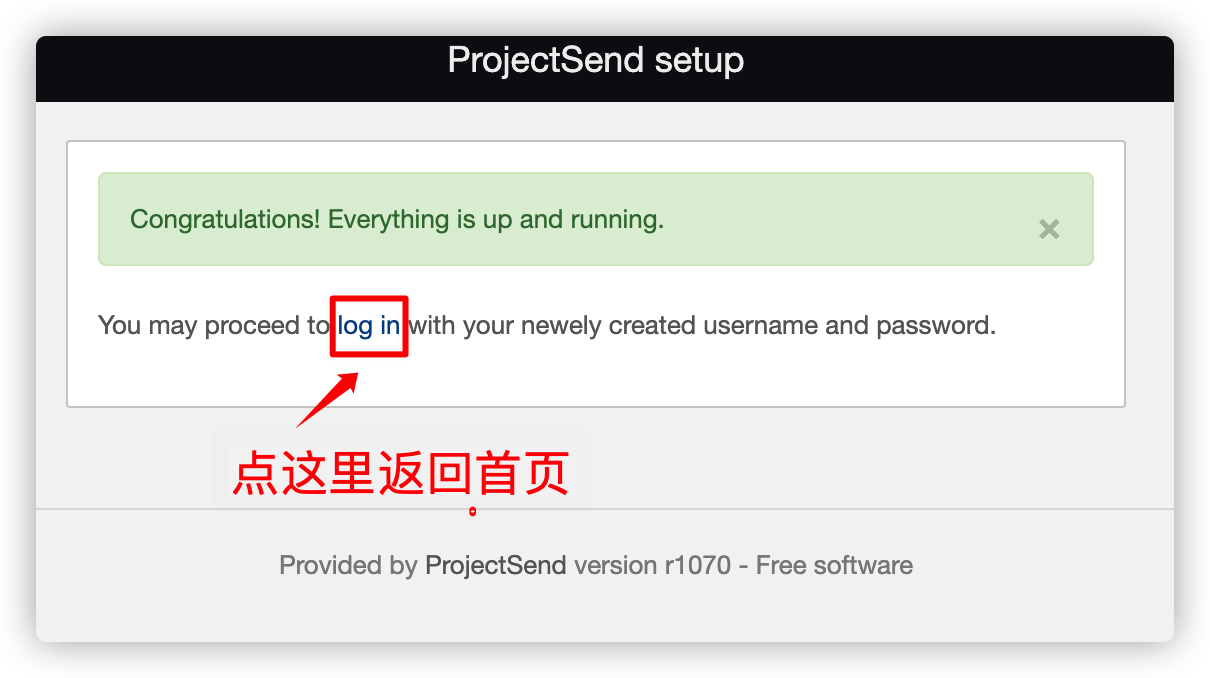 ProjectSend setup
Congratulations! Everything is up and running.
×
You may proceed to log in with your newely created username and password.
点这里返回首页
Provided by ProjectSend version r1070 - Free software